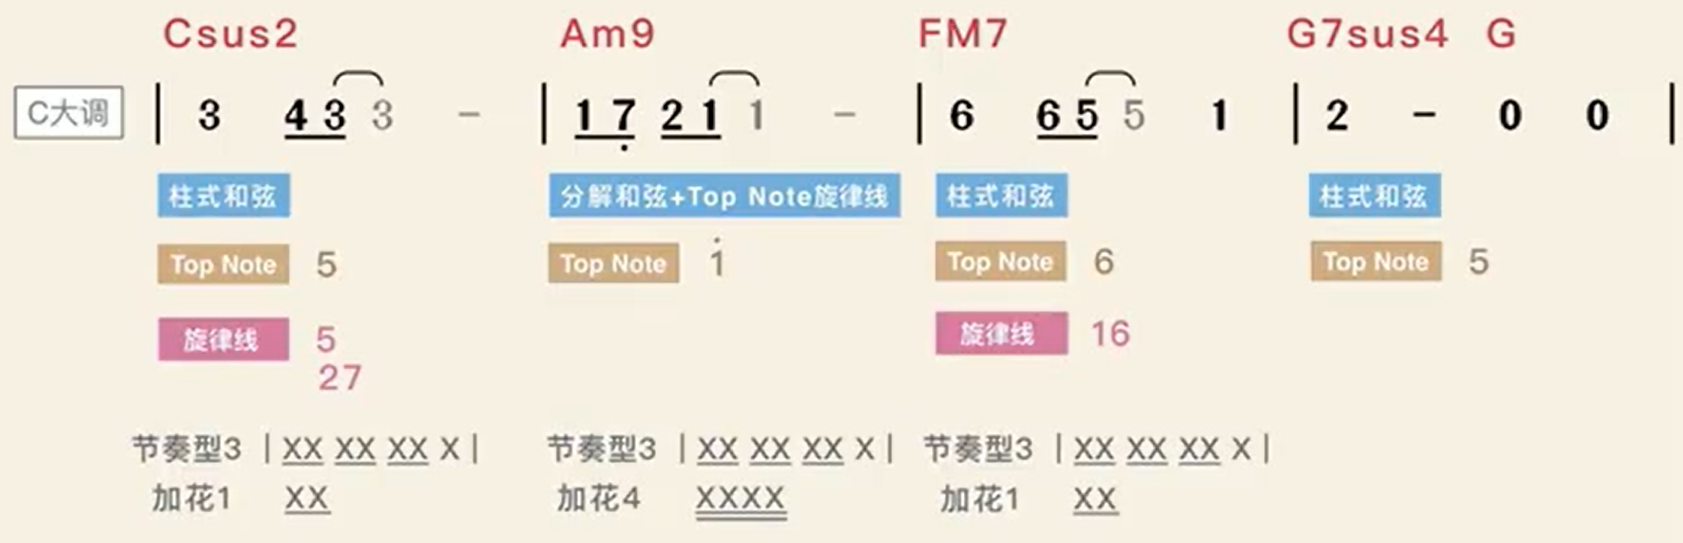 Csus2 Am9 FM7 G7sus4 G
C大调 | 3 4 3 3 - | 1 7̣ 2 1 1 - | 6 6 5 5 1 | 2 - 0 0 |
柱式和弦 分解和弦+Top Note旋律线 柱式和弦 柱式和弦
Top Note 5 Top Note 1̇ Top Note 6 Top Note 5
旋律线 5 旋律线 16
27
节奏型3 | XX XX XX X | 节奏型3 | XX XX XX X | 节奏型3 | XX XX XX X |
加花1 XX 加花4 XXXX 加花1 XX